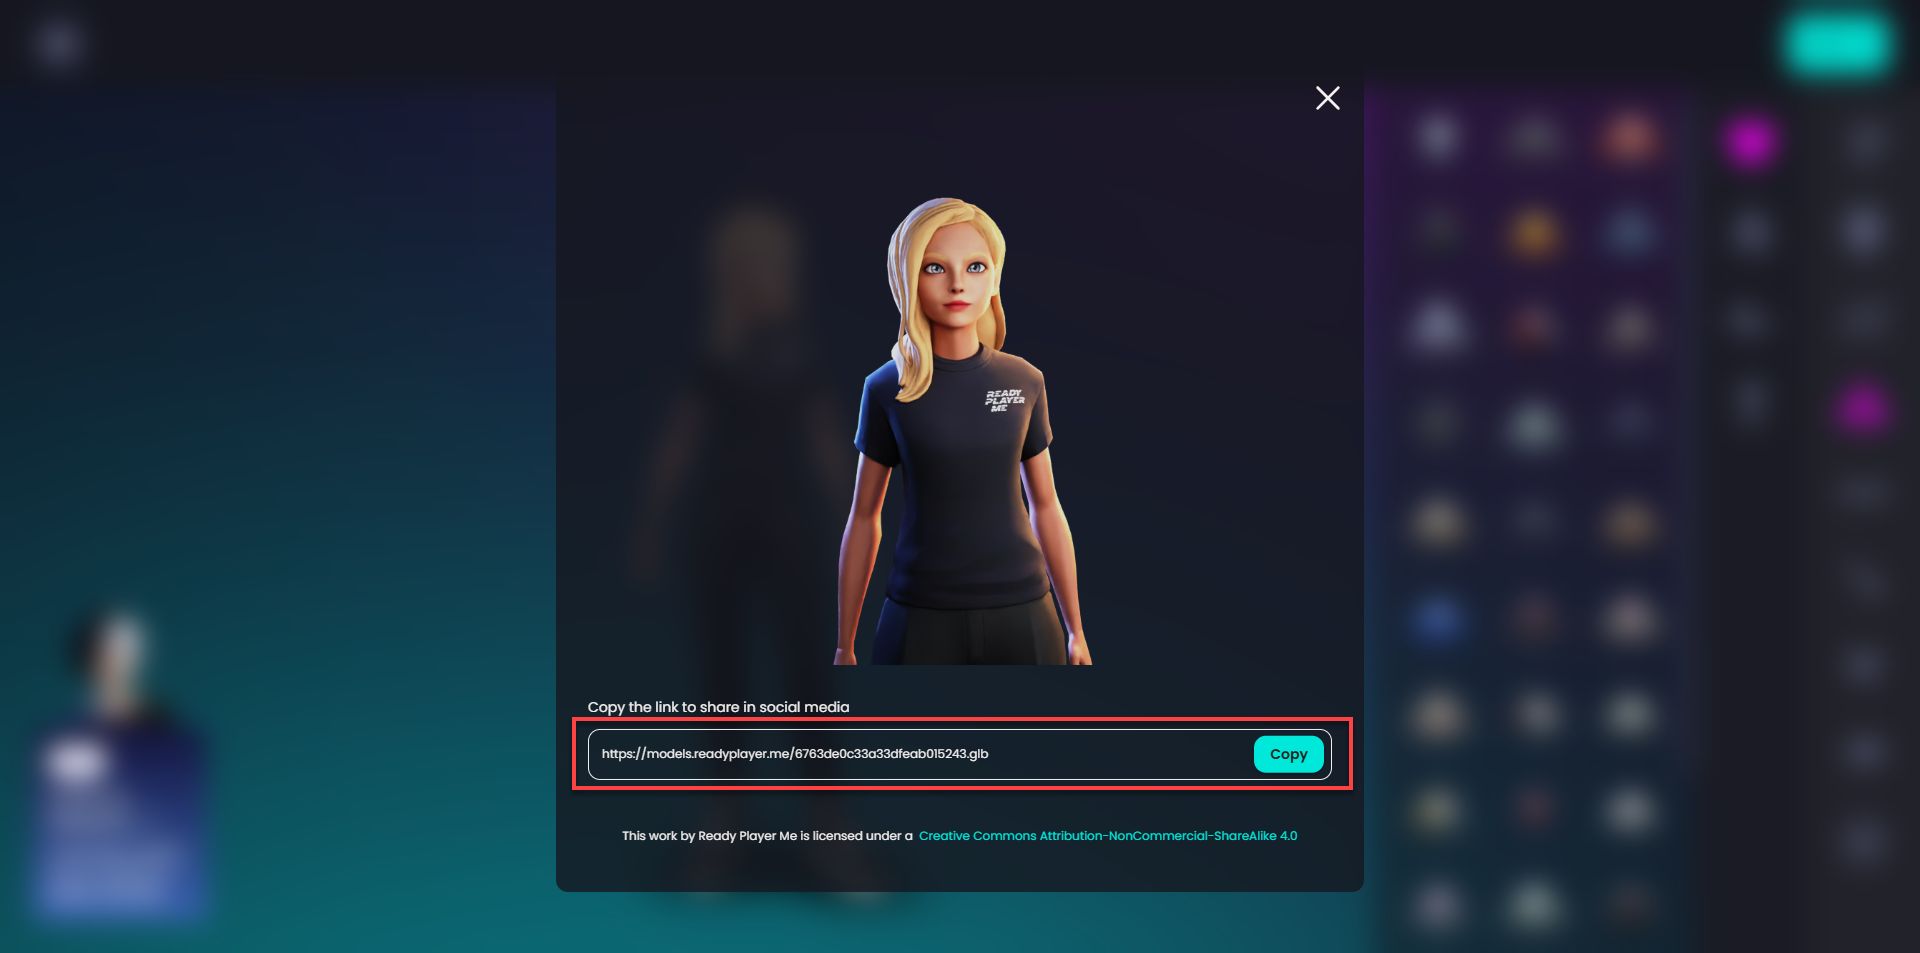 READY
PLAYER
ME
Copy the link to share in social media
https://models.readyplayer.me/6763de0c33a33dfeab015243.glb
Copy
This work by Ready Player Me is licensed under a Creative Commons Attribution-NonCommercial-ShareAlike 4.0